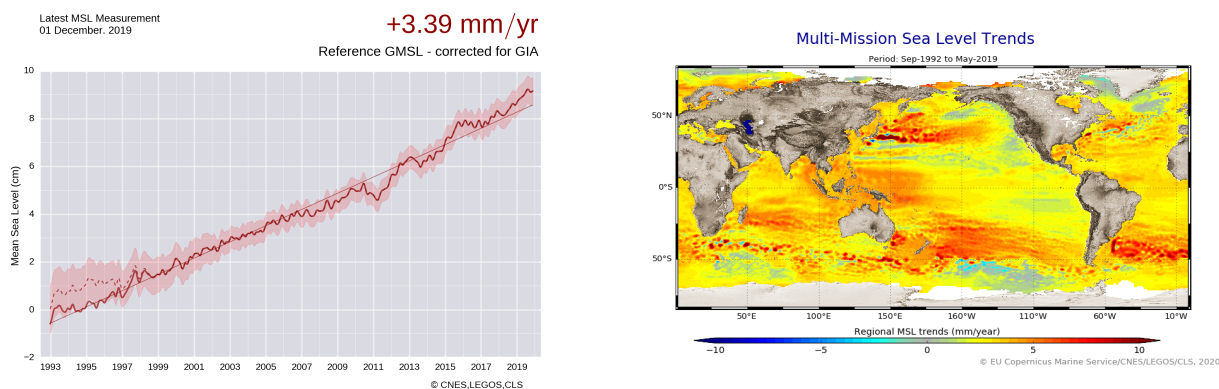 Latest MSL Measurement
01 December. 2019
+3.39 mm/yr
Reference GMSL - corrected for GIA
Mean Sea Level (cm)
10
8
6
4
2
0
−2
1993 1995 1997 1999 2001 2003 2005 2007 2009 2011 2013 2015 2017 2019
© CNES,LEGOS,CLS
Multi-Mission Sea Level Trends
Period: Sep-1992 to May-2019
50°N
0°S
50°S
50°E 100°E 150°E 160°W 110°W 60°W 10°W
Regional MSL trends (mm/year)
−10 −5 0 5 10
© EU Copernicus Marine Service/CNES/LEGOS/CLS, 2020